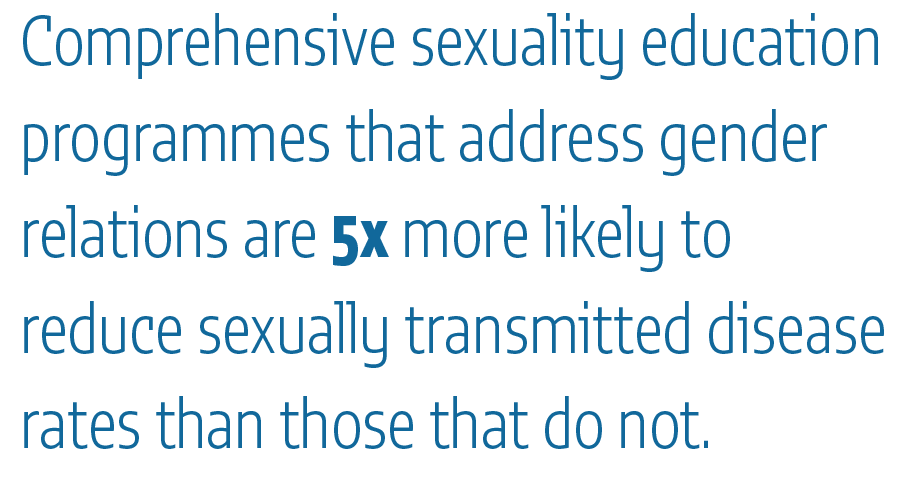 Comprehensive sexuality education
programmes that address gender
relations are 5x more likely to
reduce sexually transmitted disease
rates than those that do not.